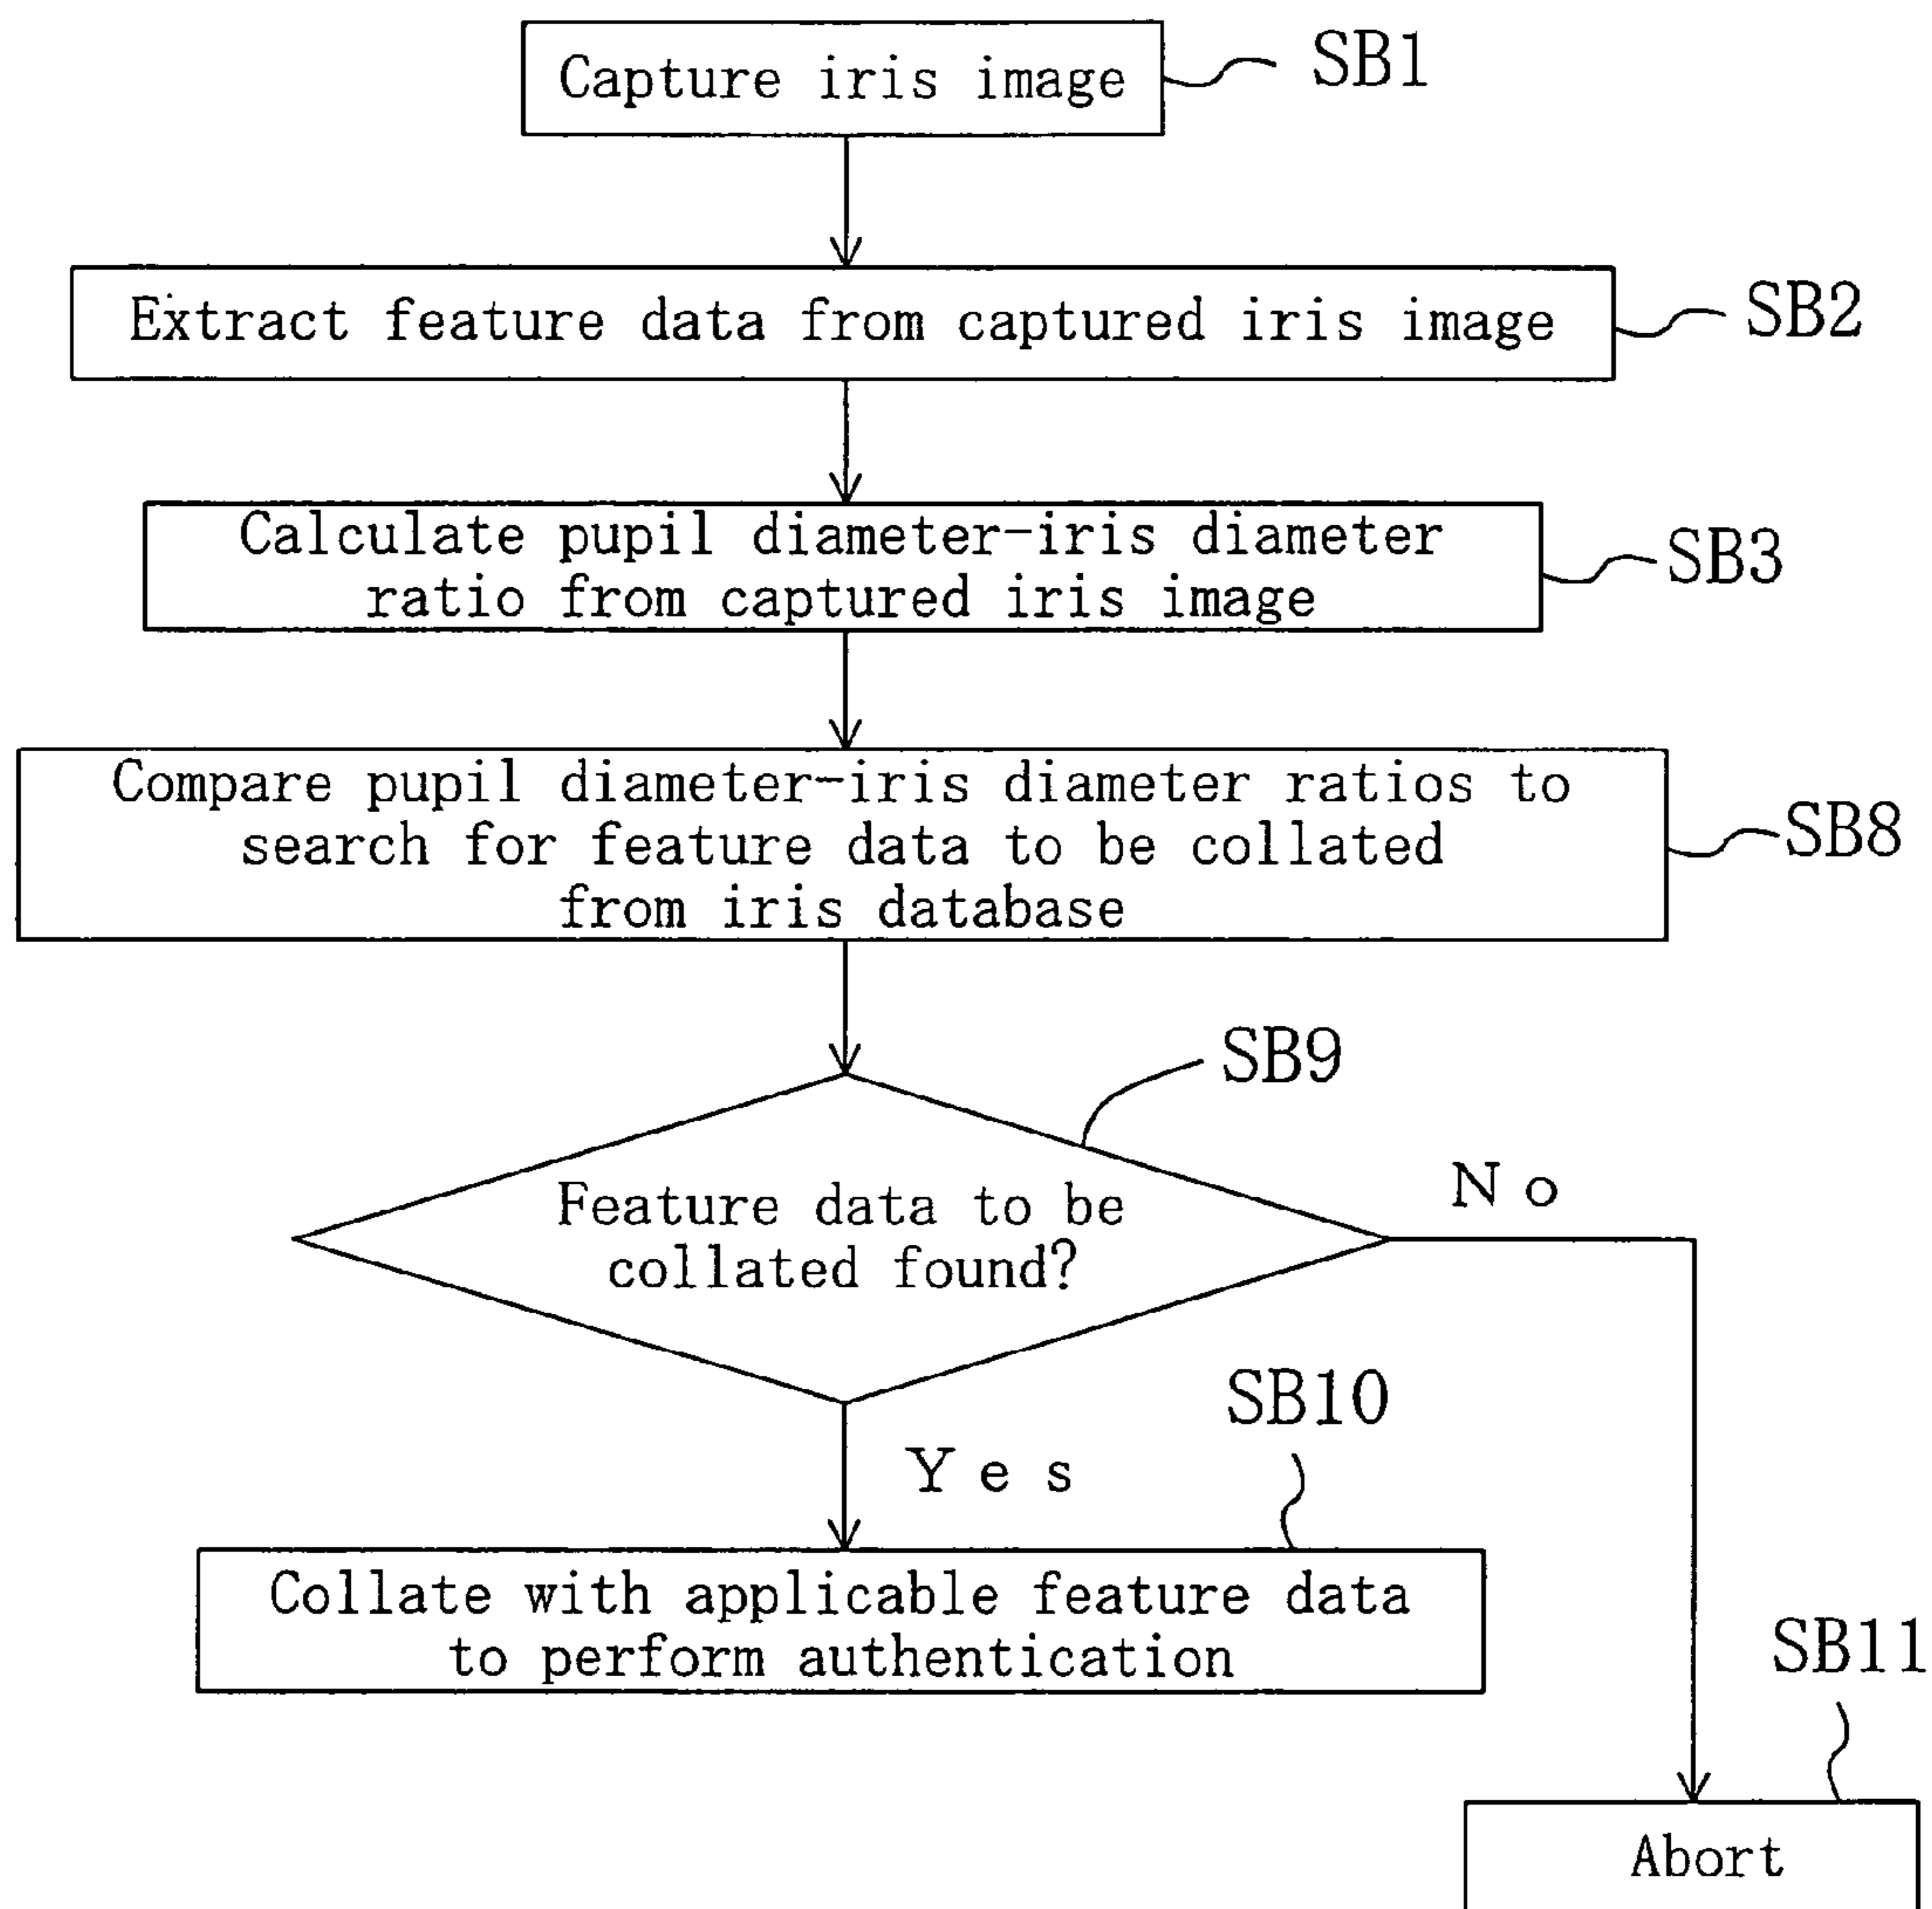 Capture iris image
SB1
Extract feature data from captured iris image
SB2
Calculate pupil diameter-iris diameter
ratio from captured iris image
SB3
Compare pupil diameter-iris diameter ratios to
search for feature data to be collated
from iris database
SB8
SB9
Feature data to be
collated found?
No
Yes
SB10
Collate with applicable feature data
to perform authentication
SB11
Abort